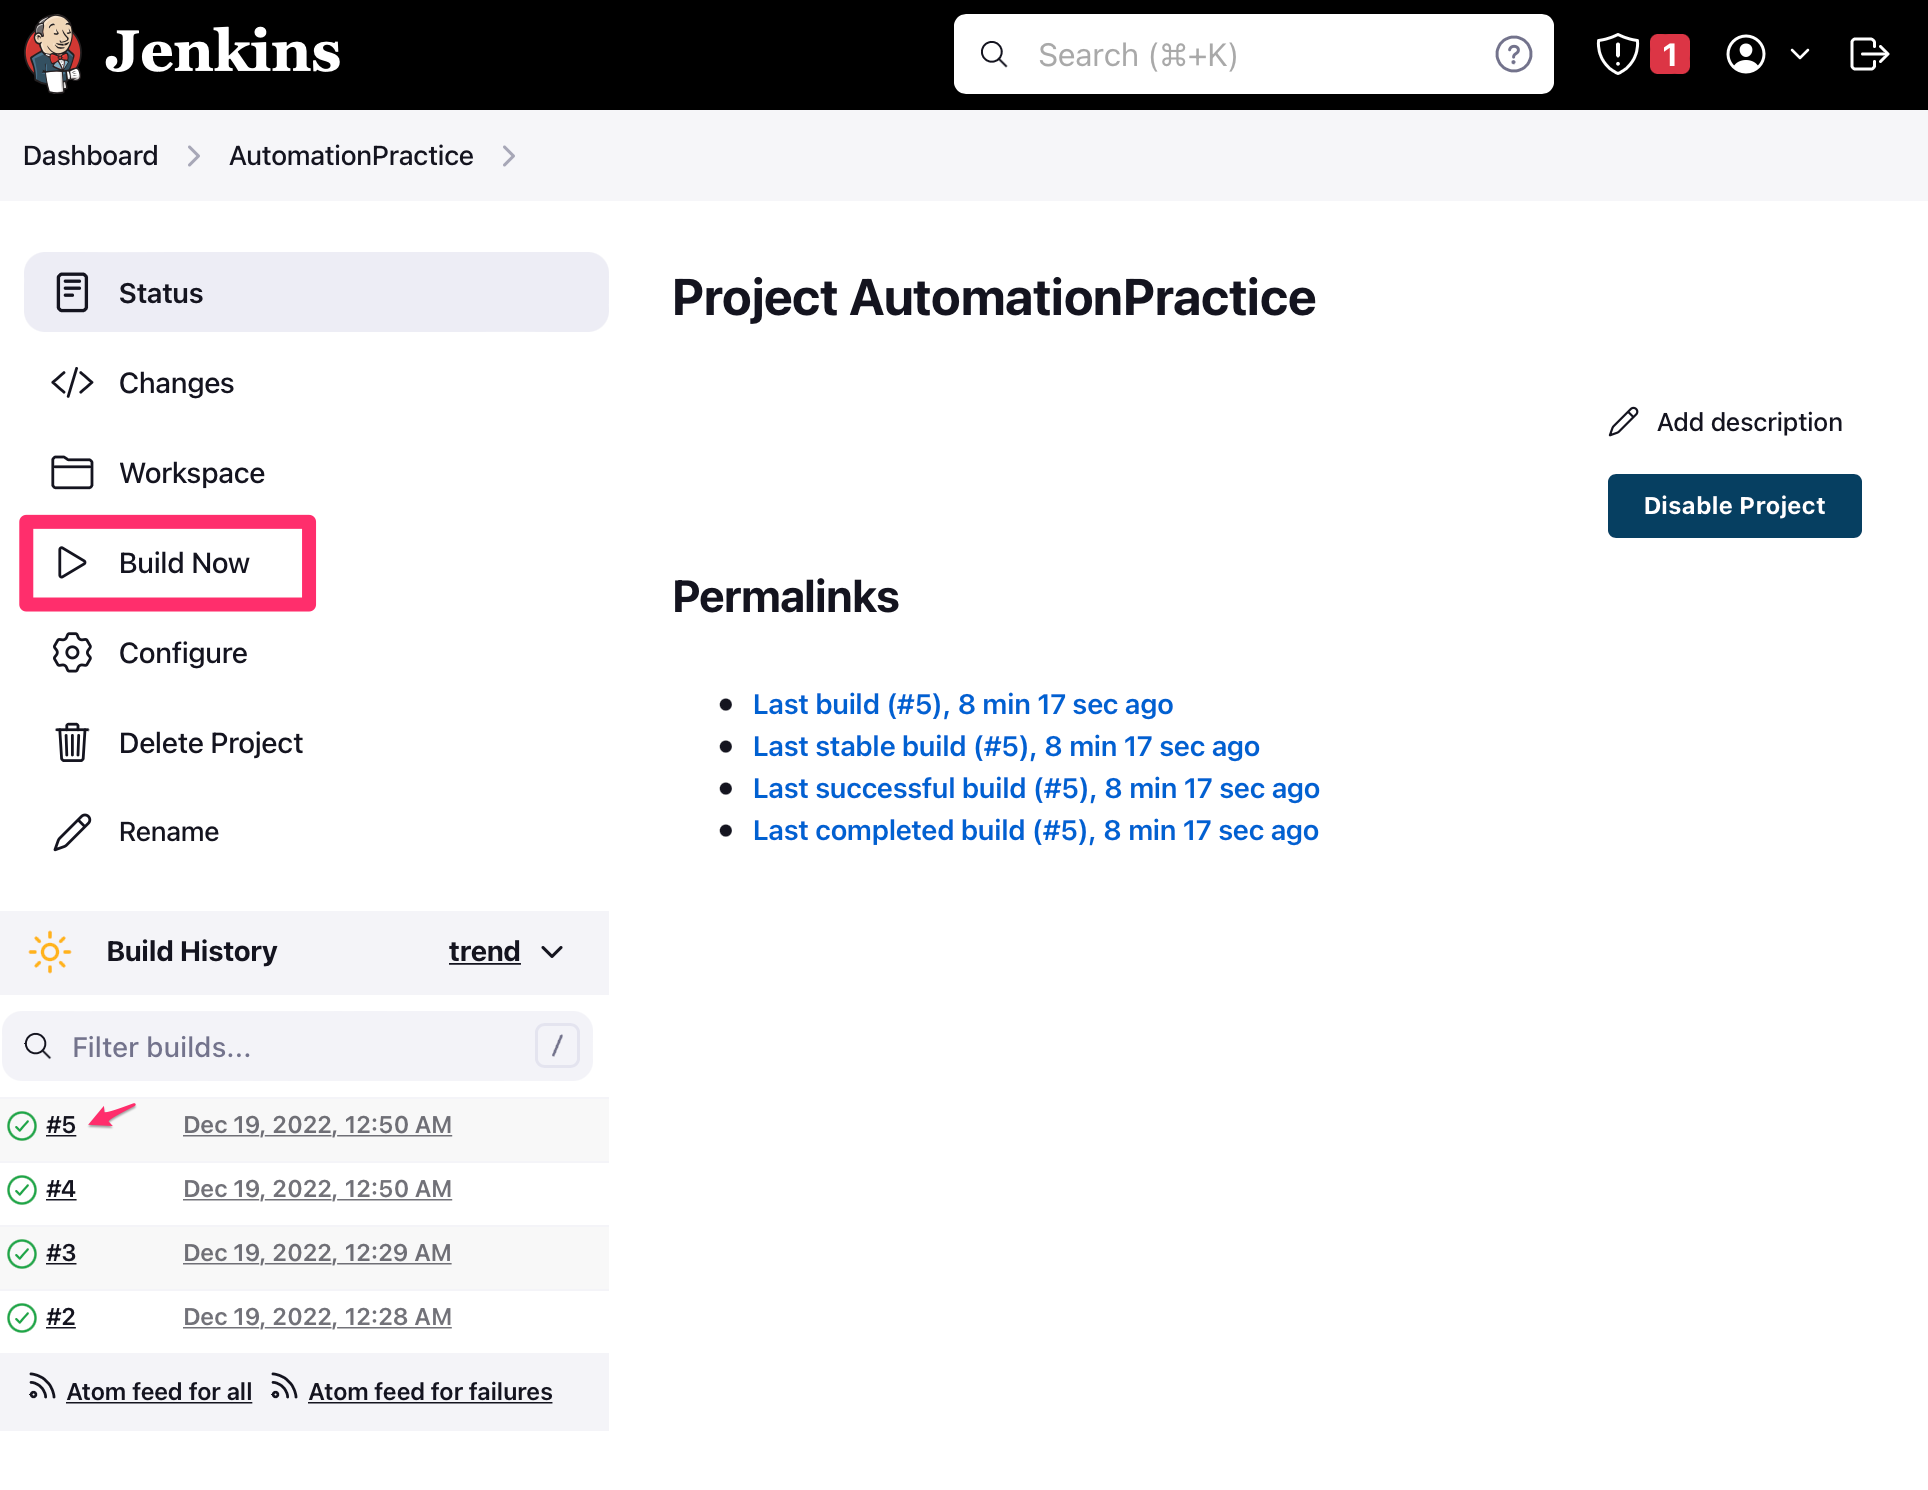 Jenkins
Search (⌘+K)
1
Dashboard
AutomationPractice
Status
Changes
Workspace
Build Now
Configure
Delete Project
Rename
Project AutomationPractice
Add description
Disable Project
Permalinks
Last build (#5), 8 min 17 sec ago
Last stable build (#5), 8 min 17 sec ago
Last successful build (#5), 8 min 17 sec ago
Last completed build (#5), 8 min 17 sec ago
Build History trend
Filter builds... /
#5 Dec 19, 2022, 12:50 AM
#4 Dec 19, 2022, 12:50 AM
#3 Dec 19, 2022, 12:29 AM
#2 Dec 19, 2022, 12:28 AM
Atom feed for all Atom feed for failures